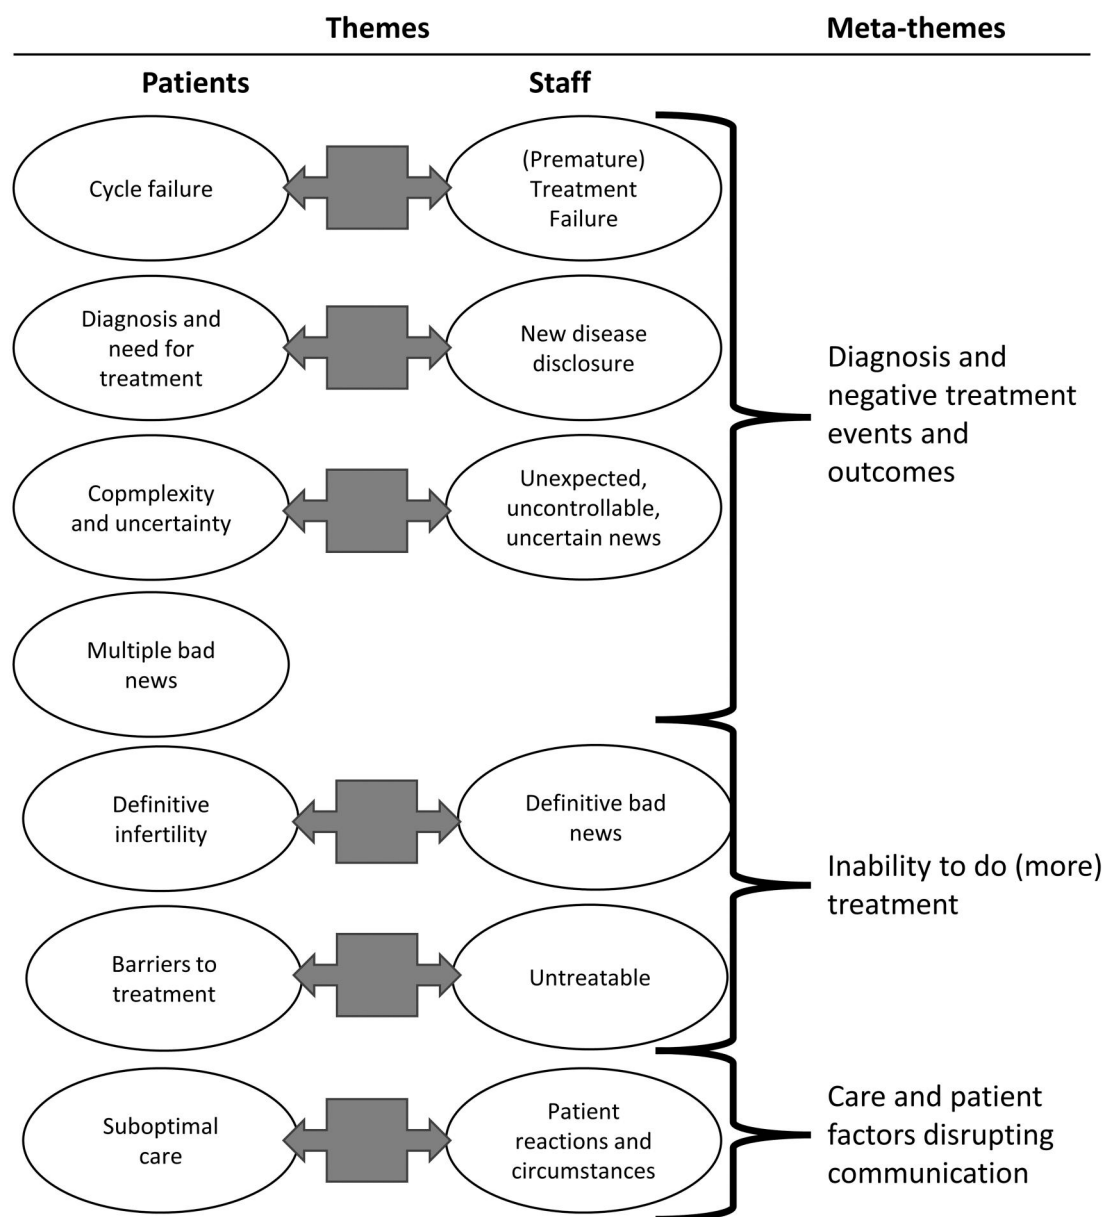 Themes
Meta-themes
Patients
Staff
Cycle failure
(Premature)
Treatment
Failure
Diagnosis and
need for
treatment
New disease
disclosure
Copmplexity
and uncertainty
Unexpected,
uncontrollable,
uncertain news
Multiple bad
news
Diagnosis and
negative treatment
events and
outcomes
Definitive
infertility
Definitive bad
news
Barriers to
treatment
Untreatable
Inability to do (more)
treatment
Suboptimal
care
Patient
reactions and
circumstances
Care and patient
factors disrupting
communication